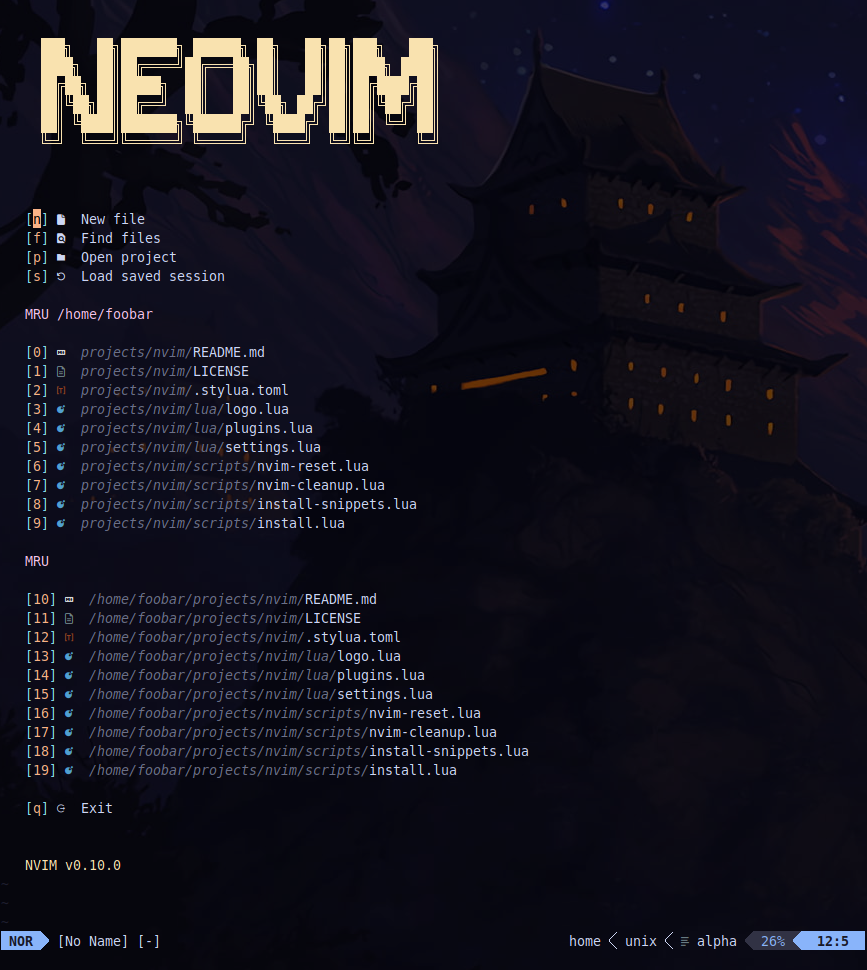 NEOVIM
[n] New file
[f] Find files
[p] Open project
[s] Load saved session
MRU /home/foobar
[0] projects/nvim/README.md
[1] projects/nvim/LICENSE
[2] projects/nvim/.stylua.toml
[3] projects/nvim/lua/logo.lua
[4] projects/nvim/lua/plugins.lua
[5] projects/nvim/lua/settings.lua
[6] projects/nvim/scripts/nvim-reset.lua
[7] projects/nvim/scripts/nvim-cleanup.lua
[8] projects/nvim/scripts/install-snippets.lua
[9] projects/nvim/scripts/install.lua
MRU
[10] /home/foobar/projects/nvim/README.md
[11] /home/foobar/projects/nvim/LICENSE
[12] /home/foobar/projects/nvim/.stylua.toml
[13] /home/foobar/projects/nvim/lua/logo.lua
[14] /home/foobar/projects/nvim/lua/plugins.lua
[15] /home/foobar/projects/nvim/lua/settings.lua
[16] /home/foobar/projects/nvim/scripts/nvim-reset.lua
[17] /home/foobar/projects/nvim/scripts/nvim-cleanup.lua
[18] /home/foobar/projects/nvim/scripts/install-snippets.lua
[19] /home/foobar/projects/nvim/scripts/install.lua
[q] Exit
NVIM v0.10.0
~
~
~
NOR [No Name] [-] home unix alpha 26% 12:5